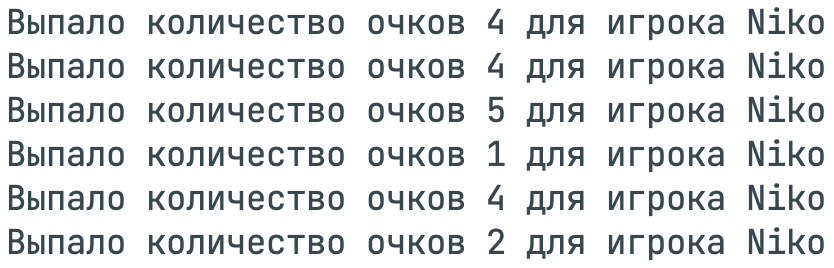 Выпало количество очков 4 для игрока Niko
Выпало количество очков 4 для игрока Niko
Выпало количество очков 5 для игрока Niko
Выпало количество очков 1 для игрока Niko
Выпало количество очков 4 для игрока Niko
Выпало количество очков 2 для игрока Niko